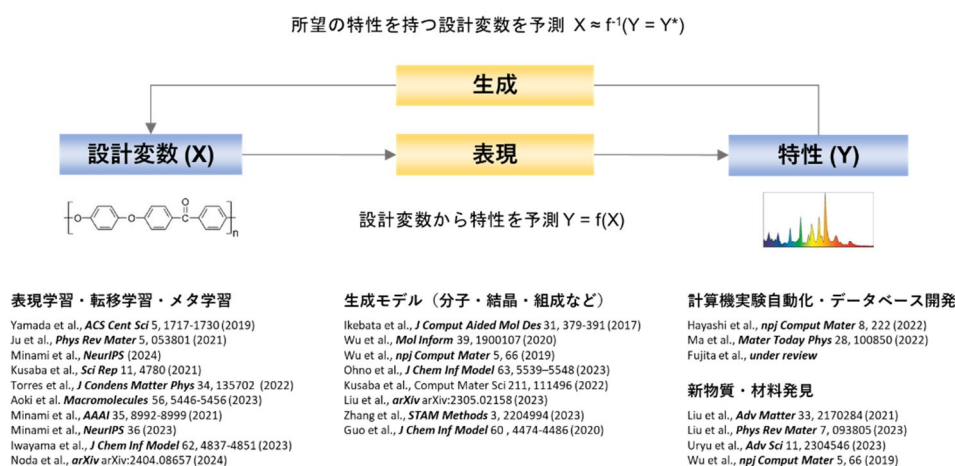 所望の特性を持つ設計変数を予測 X ≈ f⁻¹(Y = Y*)
生成
設計変数 (X)
表現
特性 (Y)
設計変数から特性を予測 Y = f(X)
O
O
O
n
表現学習・転移学習・メタ学習
Yamada et al., ACS Cent Sci 5, 1717-1730 (2019)
Ju et al., Phys Rev Mater 5, 053801 (2021)
Minami et al., NeurIPS (2024)
Kusaba et al., Sci Rep 11, 4780 (2021)
Torres et al., J Condens Matter Phys 34, 135702 (2022)
Aoki et al. Macromolecules 56, 5446-5456 (2023)
Minami et al., AAAI 35, 8992-8999 (2021)
Minami et al., NeurIPS 36 (2023)
Iwayama et al., J Chem Inf Model 62, 4837-4851 (2023)
Noda et al., arXiv arXiv:2404.08657 (2024)
生成モデル（分子・結晶・組成など）
Ikebata et al., J Comput Aided Mol Des 31, 379-391 (2017)
Wu et al., Mol Inform 39, 1900107 (2020)
Wu et al., npj Comput Mater 5, 66 (2019)
Ohno et al., J Chem Inf Model 63, 5539–5548 (2023)
Kusaba et al., Comput Mater Sci 211, 111496 (2022)
Liu et al., arXiv arXiv:2305.02158 (2023)
Zhang et al., STAM Methods 3, 2204994 (2023)
Guo et al., J Chem Inf Model 60 , 4474-4486 (2020)
計算機実験自動化・データベース開発
Hayashi et al., npj Comput Mater 8, 222 (2022)
Ma et al., Mater Today Phys 28, 100850 (2022)
Fujita et al., under review
新物質・材料発見
Liu et al., Adv Matter 33, 2170284 (2021)
Liu et al., Phys Rev Mater 7, 093805 (2023)
Uryu et al., Adv Sci 11, 2304546 (2023)
Wu et al., npj Comput Mater 5, 66 (2019)